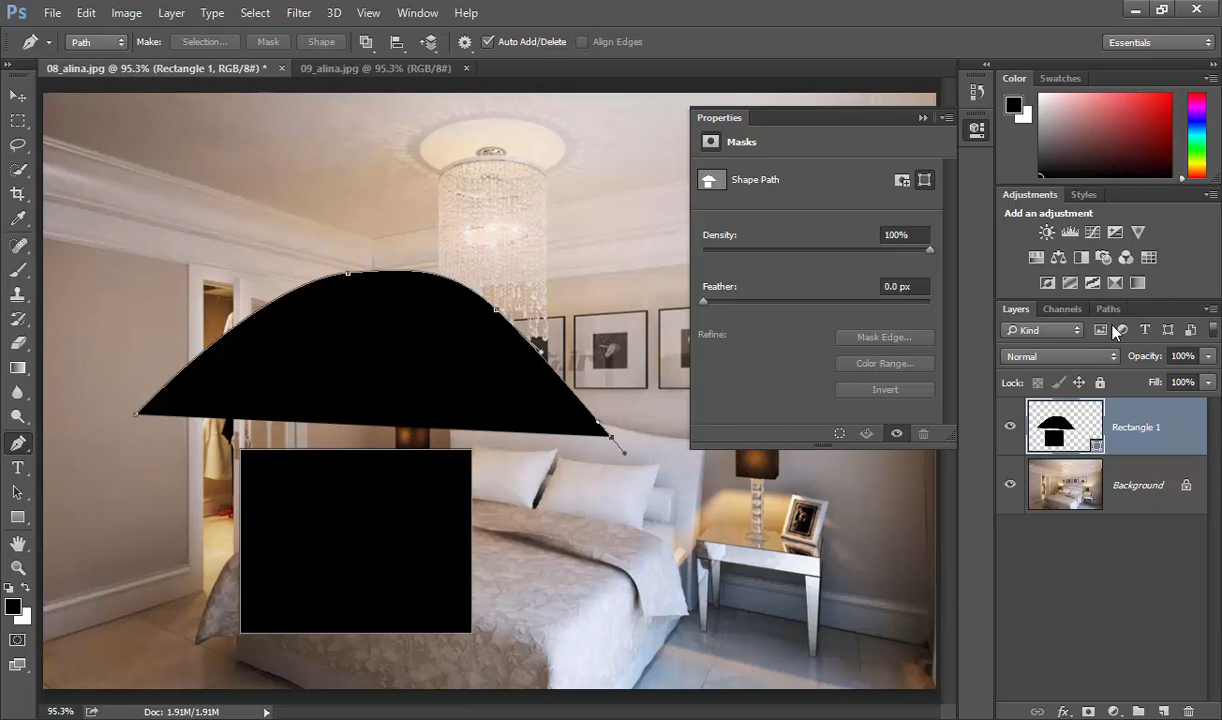 Ps File Edit Image Layer Type Select Filter 3D View Window Help
Path Make: Selection... Mask Shape Auto Add/Delete Align Edges Essentials
08_alina.jpg @ 95.3% (Rectangle 1, RGB/8#) * 09_alina.jpg @ 95.3% (RGB/8#)
Color Swatches
Properties
Masks
Shape Path
Density: 100%
Feather: 0.0 px
Refine: Mask Edge...
Color Range...
Invert
Adjustments Styles
Add an adjustment
Layers Channels Paths
Kind
Normal Opacity: 100%
Lock: Fill: 100%
Rectangle 1
Background
95.3% Doc: 1.91M/1.91M